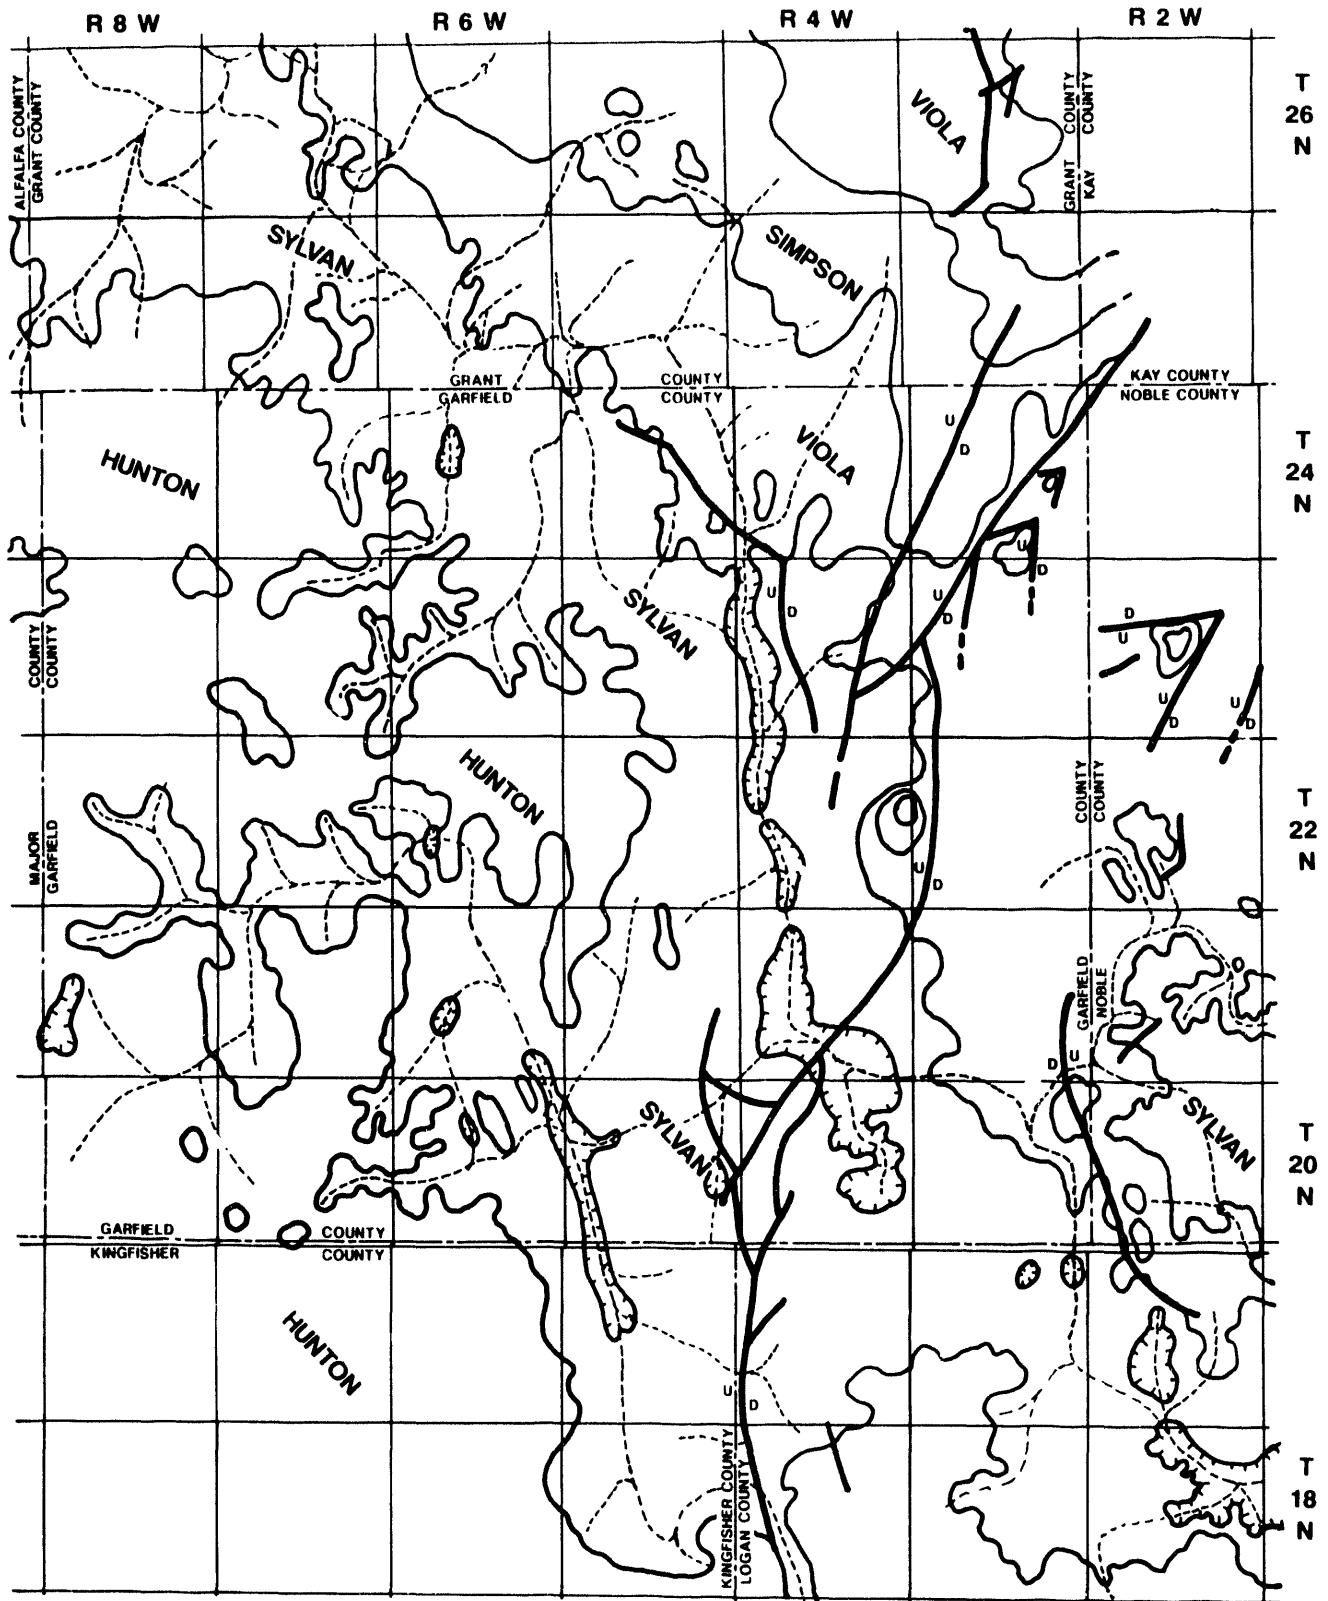 R 8 W
R 6 W
R 4 W
R 2 W
T
26
N
ALFALFA COUNTY
GRANT COUNTY
VIOLA
GRANT COUNTY
KAY COUNTY
?
SYLVAN
SIMPSON
GRANT COUNTY
GARFIELD COUNTY
KAY COUNTY
NOBLE COUNTY
HUNTON
VIOLA
U
D
T
24
N
U
D
COUNTY
COUNTY
SYLVAN
U
D
U
D
D
U
U
D
U
D
HUNTON
MAJOR
GARFIELD
COUNTY
COUNTY
T
22
N
U
D
GARFIELD
NOBLE
D
U
SYLVAN
SYLVAN
T
20
N
GARFIELD COUNTY
KINGFISHER COUNTY
HUNTON
U
D
KINGFISHER COUNTY
LOGAN COUNTY
T
18
N